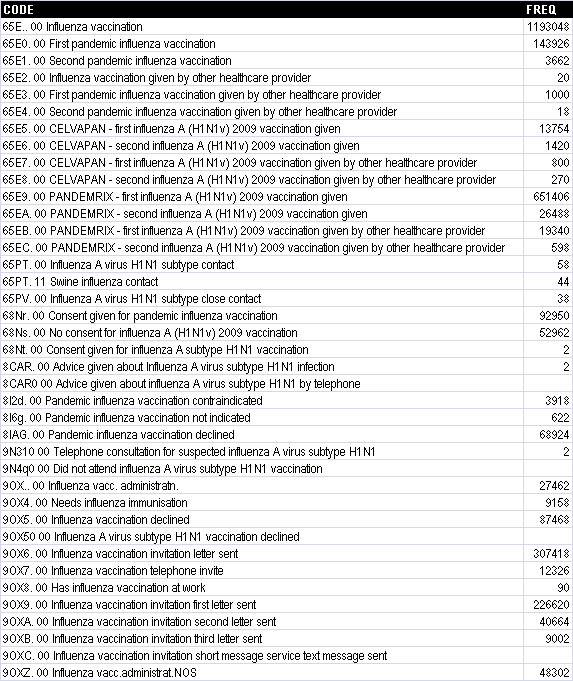 CODE FREQ
65E.. 00 Influenza vaccination 1193048
65E0. 00 First pandemic influenza vaccination 143926
65E1. 00 Second pandemic influenza vaccination 3662
65E2. 00 Influenza vaccination given by other healthcare provider 20
65E3. 00 First pandemic influenza vaccination given by other healthcare provider 1000
65E4. 00 Second pandemic influenza vaccination given by other healthcare provider 18
65E5. 00 CELVAPAN - first influenza A (H1N1v) 2009 vaccination given 13754
65E6. 00 CELVAPAN - second influenza A (H1N1v) 2009 vaccination given 1420
65E7. 00 CELVAPAN - first influenza A (H1N1v) 2009 vaccination given by other healthcare provider 800
65E8. 00 CELVAPAN - second influenza A (H1N1v) 2009 vaccination given by other healthcare provider 270
65E9. 00 PANDEMRIX - first influenza A (H1N1v) 2009 vaccination given 651406
65EA. 00 PANDEMRIX - second influenza A (H1N1v) 2009 vaccination given 26488
65EB. 00 PANDEMRIX - first influenza A (H1N1v) 2009 vaccination given by other healthcare provider 19340
65EC. 00 PANDEMRIX - second influenza A (H1N1v) 2009 vaccination given by other healthcare provider 598
65PT. 00 Influenza A virus H1N1 subtype contact 58
65PT. 11 Swine influenza contact 44
65PV. 00 Influenza A virus H1N1 subtype close contact 38
68Nr. 00 Consent given for pandemic influenza vaccination 92950
68Ns. 00 No consent for influenza A (H1N1v) 2009 vaccination 52962
68Nt. 00 Consent given for influenza A subtype H1N1 vaccination 2
8CAR. 00 Advice given about Influenza A virus subtype H1N1 infection 2
8CAR0 00 Advice given about influenza A virus subtype H1N1 by telephone
8I2d. 00 Pandemic influenza vaccination contraindicated 3918
8I6g. 00 Pandemic influenza vaccination not indicated 622
8IAG. 00 Pandemic influenza vaccination declined 68924
9N310 00 Telephone consultation for suspected influenza A virus subtype H1N1 2
9N4q0 00 Did not attend influenza A virus subtype H1N1 vaccination
9OX.. 00 Influenza vacc. administratn. 27462
9OX4. 00 Needs influenza immunisation 9158
9OX5. 00 Influenza vaccination declined 87468
9OX50 00 Influenza A virus subtype H1N1 vaccination declined
9OX6. 00 Influenza vaccination invitation letter sent 307418
9OX7. 00 Influenza vaccination telephone invite 12326
9OX8. 00 Has influenza vaccination at work 90
9OX9. 00 Influenza vaccination invitation first letter sent 226620
9OXA. 00 Influenza vaccination invitation second letter sent 40664
9OXB. 00 Influenza vaccination invitation third letter sent 9002
9OXC. 00 Influenza vaccination invitation short message service text message sent
9OXZ. 00 Influenza vacc.administrat.NOS 48302